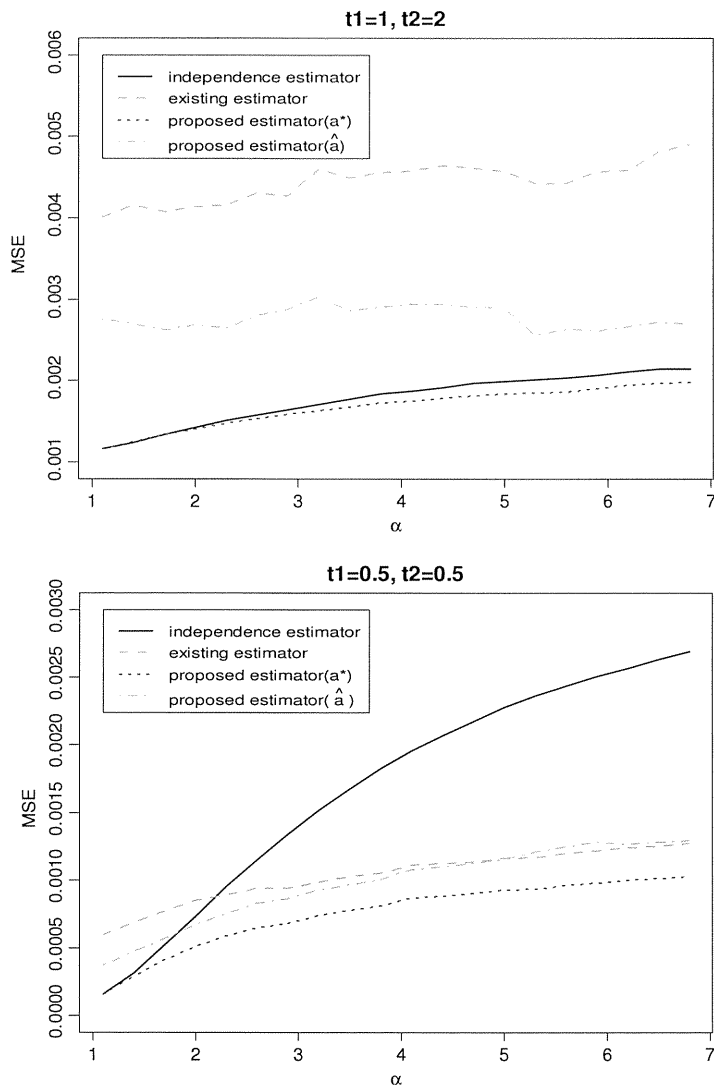 t1=1, t2=2
0.006
0.005
0.004
0.003
0.002
0.001
MSE
independence estimator
existing estimator
proposed estimator(a*)
proposed estimator(â)
1 2 3 4 5 6 7
α
t1=0.5, t2=0.5
0.0030
0.0025
0.0020
0.0015
0.0010
0.0005
0.0000
MSE
independence estimator
existing estimator
proposed estimator(a*)
proposed estimator( â )
1 2 3 4 5 6 7
α